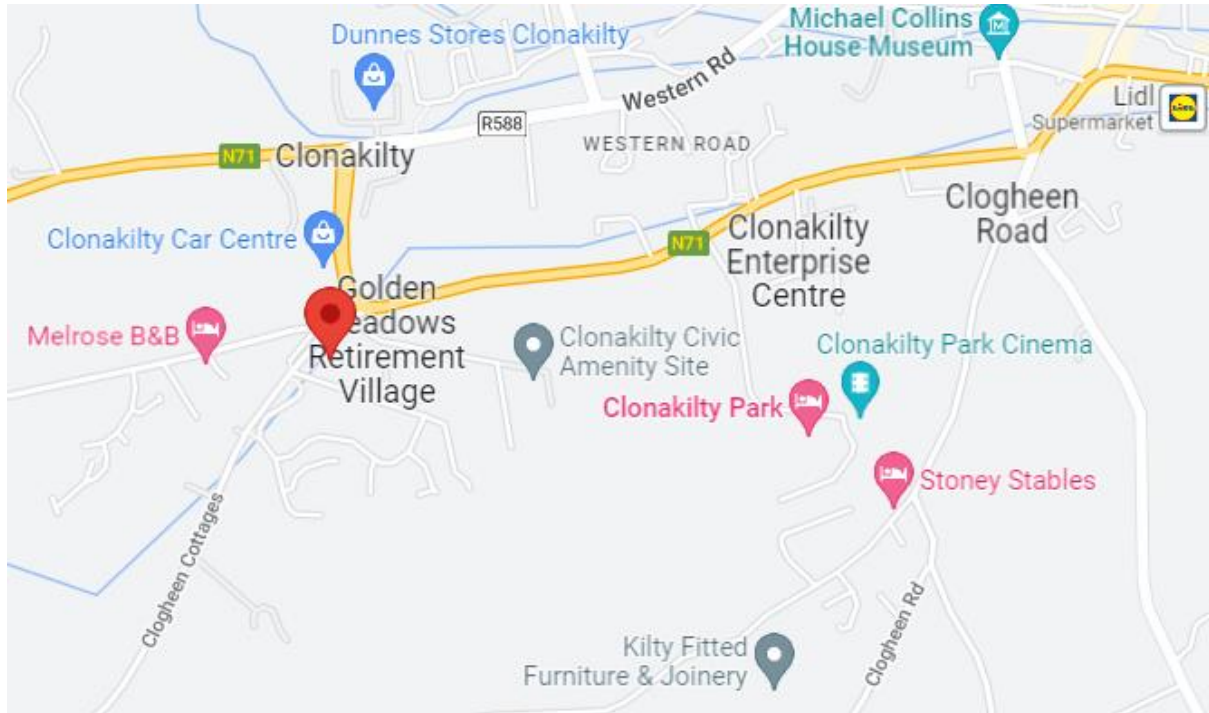 Michael Collins
House Museum
Dunnes Stores Clonakilty
Western Rd
Lidl
Supermarket
R588
WESTERN ROAD
N71
Clonakilty
Clogheen
Road
Clonakilty Car Centre
N71
Clonakilty
Enterprise
Centre
Golden
Meadows
Retirement
Village
Melrose B&B
Clonakilty Civic
Amenity Site
Clonakilty Park Cinema
Clonakilty Park
Stoney Stables
Clogheen Cottages
Clogheen Rd
Kilty Fitted
Furniture & Joinery